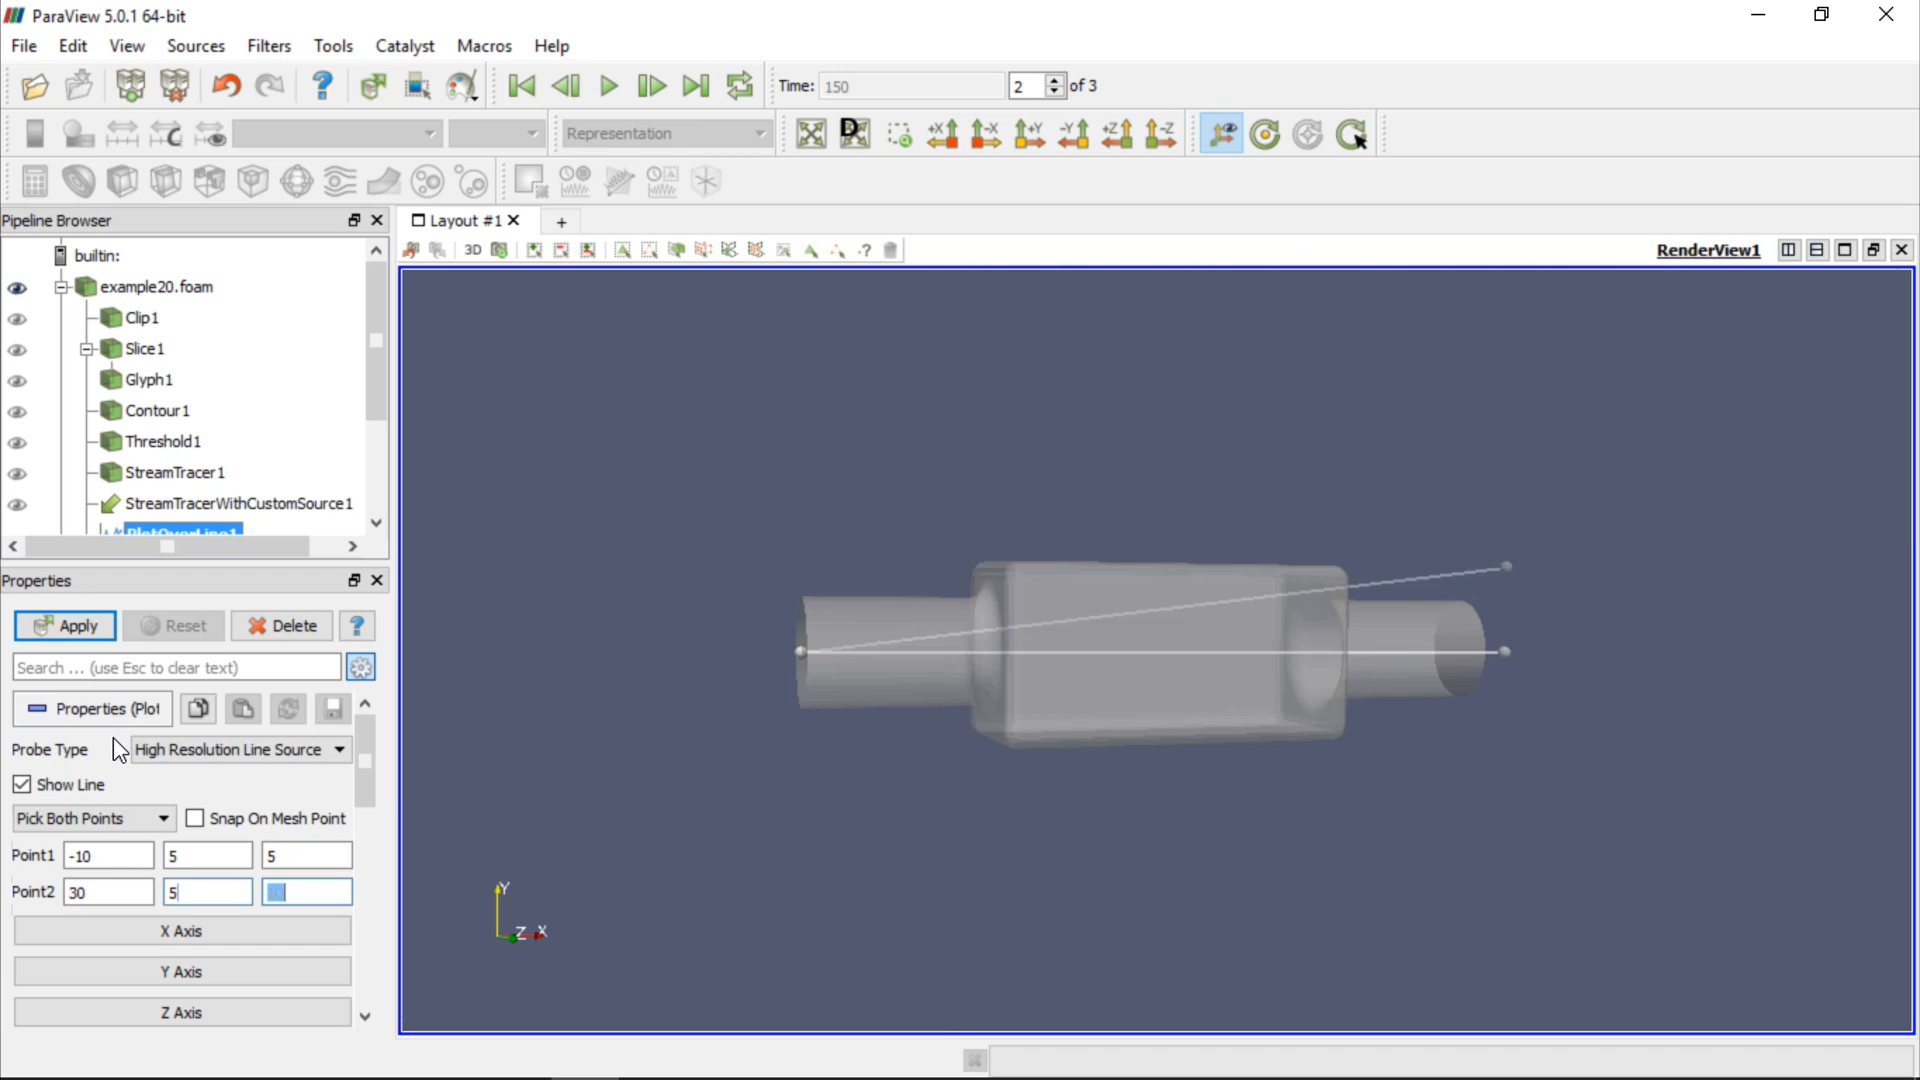 ParaView 5.0.1 64-bit
File Edit View Sources Filters Tools Catalyst Macros Help
Time: 150 2 of 3
Representation
Pipeline Browser
Layout #1
3D
RenderView1
builtin:
example20.foam
Clip1
Slice1
Glyph1
Contour1
Threshold1
StreamTracer1
StreamTracerWithCustomSource1
PlotOverLine1
Properties
Apply Reset Delete
Search ... (use Esc to clear text)
Properties (Plot
Probe Type High Resolution Line Source
Show Line
Pick Both Points Snap On Mesh Point
Point1 -10 5 5
Point2 30 5
X Axis
Y Axis
Z Axis
Y
Z X